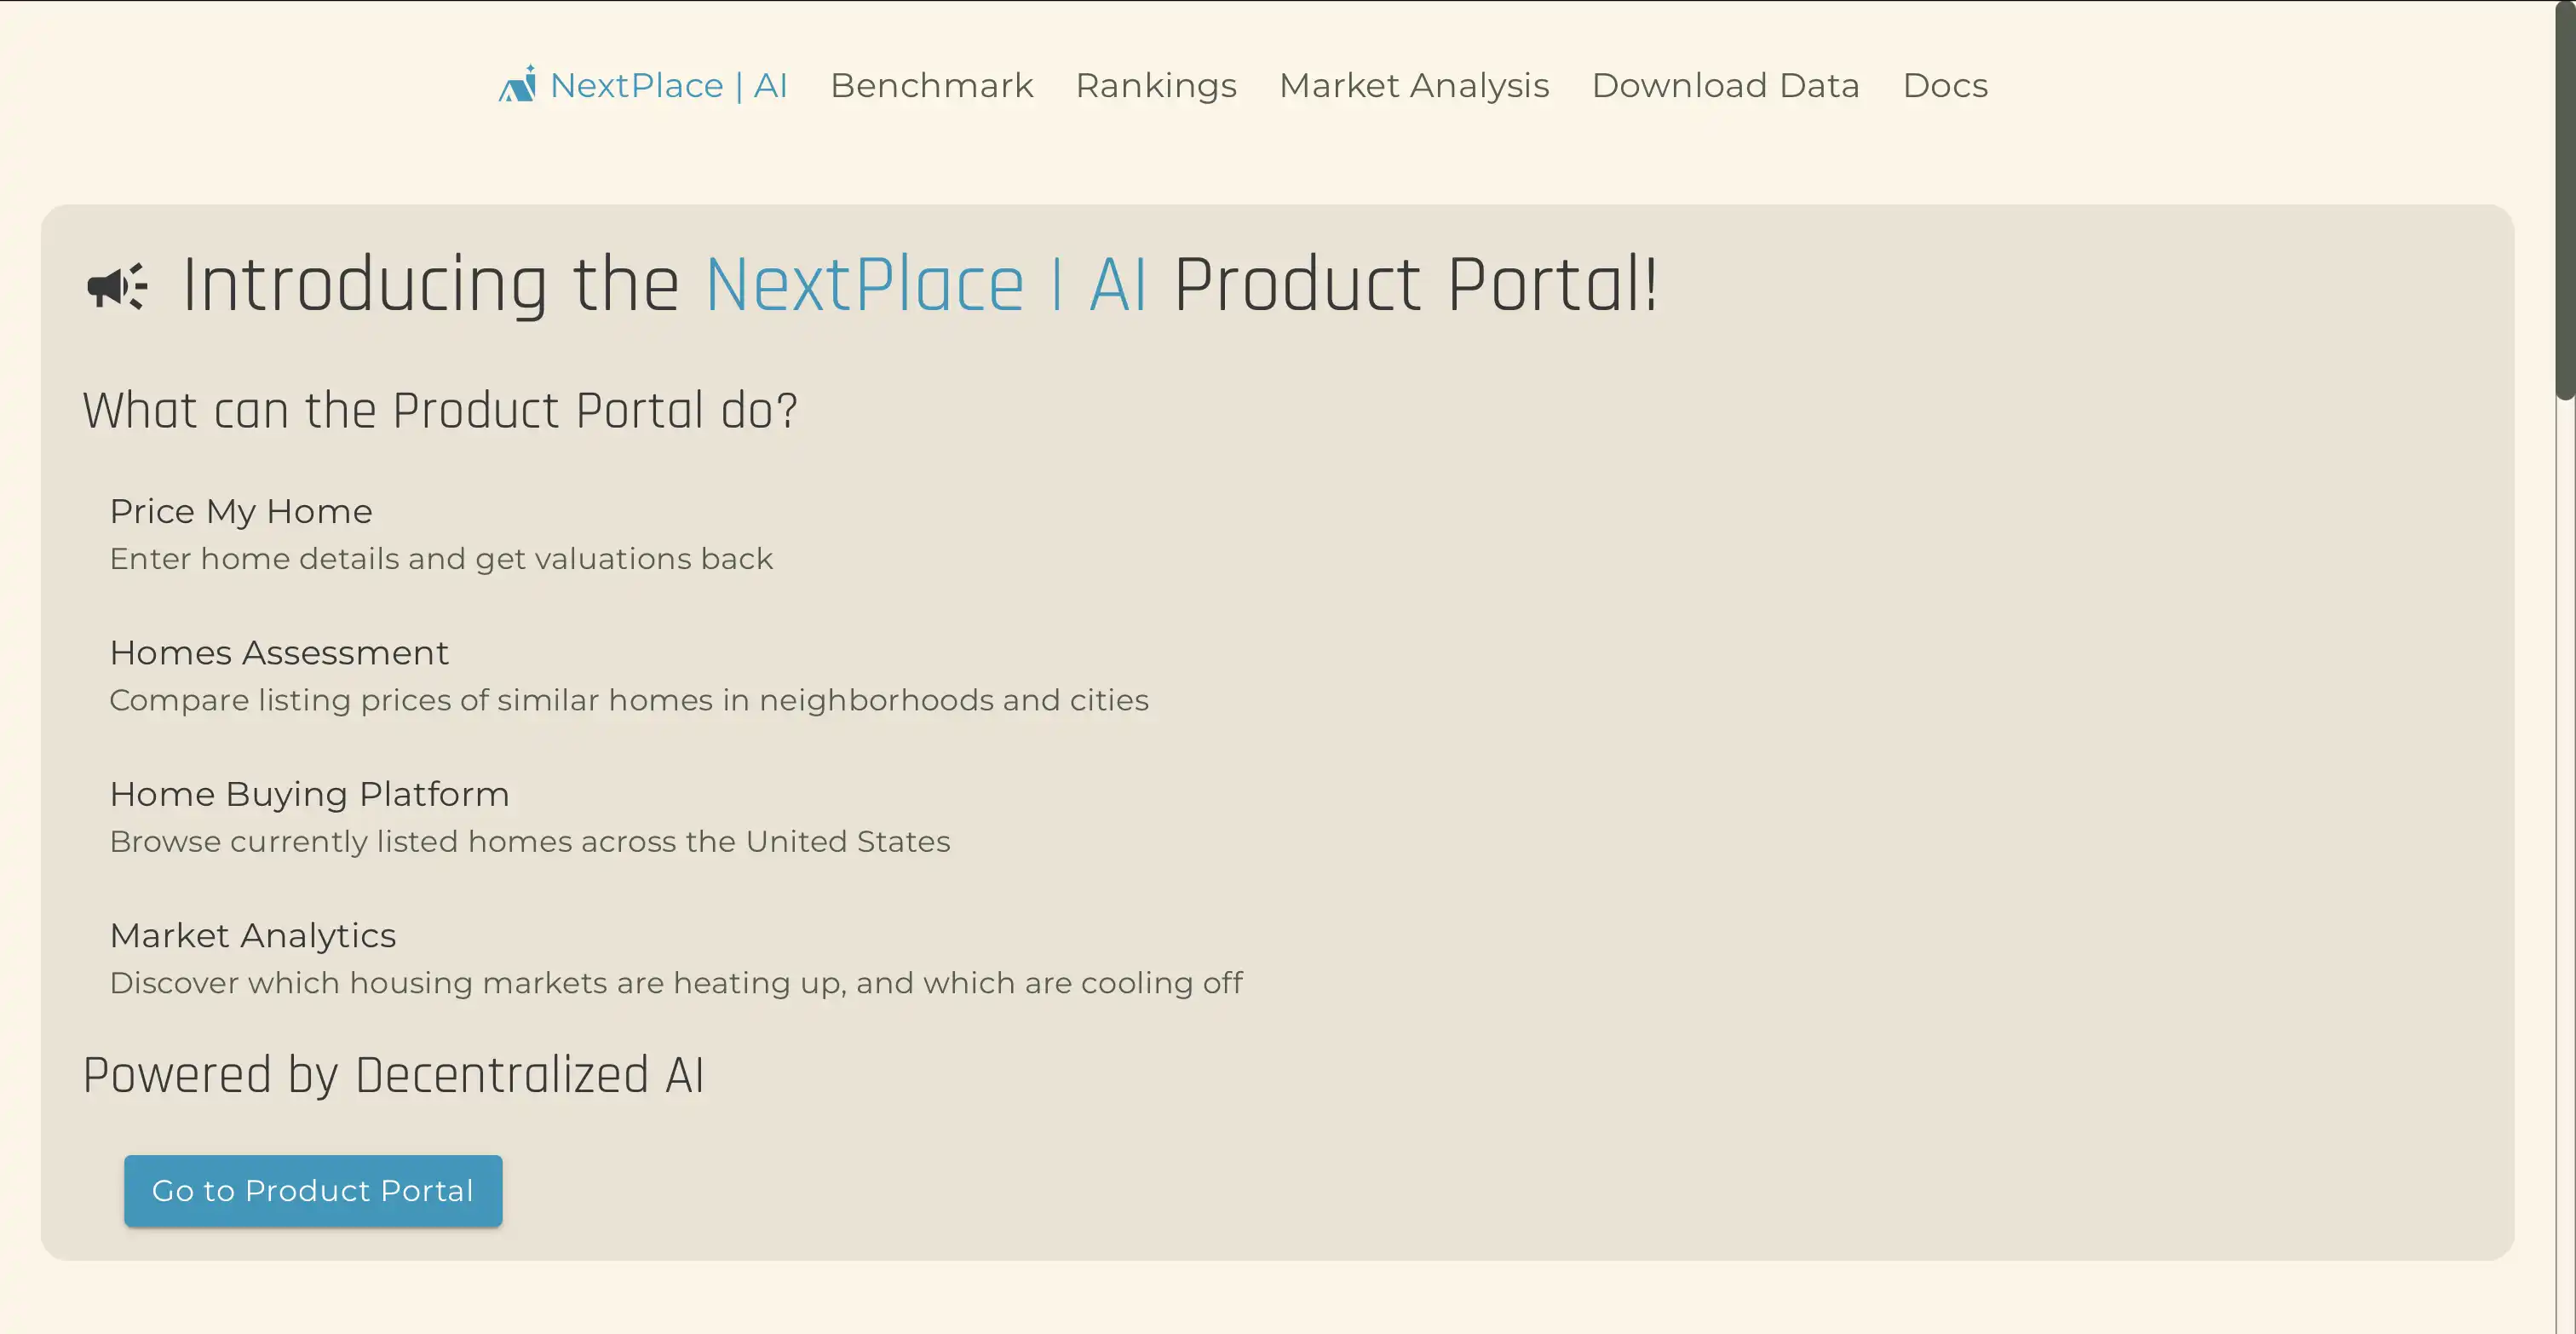 NextPlace | AI Benchmark Rankings Market Analysis Download Data Docs
Introducing the NextPlace | AI Product Portal!
What can the Product Portal do?
Price My Home
Enter home details and get valuations back
Homes Assessment
Compare listing prices of similar homes in neighborhoods and cities
Home Buying Platform
Browse currently listed homes across the United States
Market Analytics
Discover which housing markets are heating up, and which are cooling off
Powered by Decentralized AI
Go to Product Portal